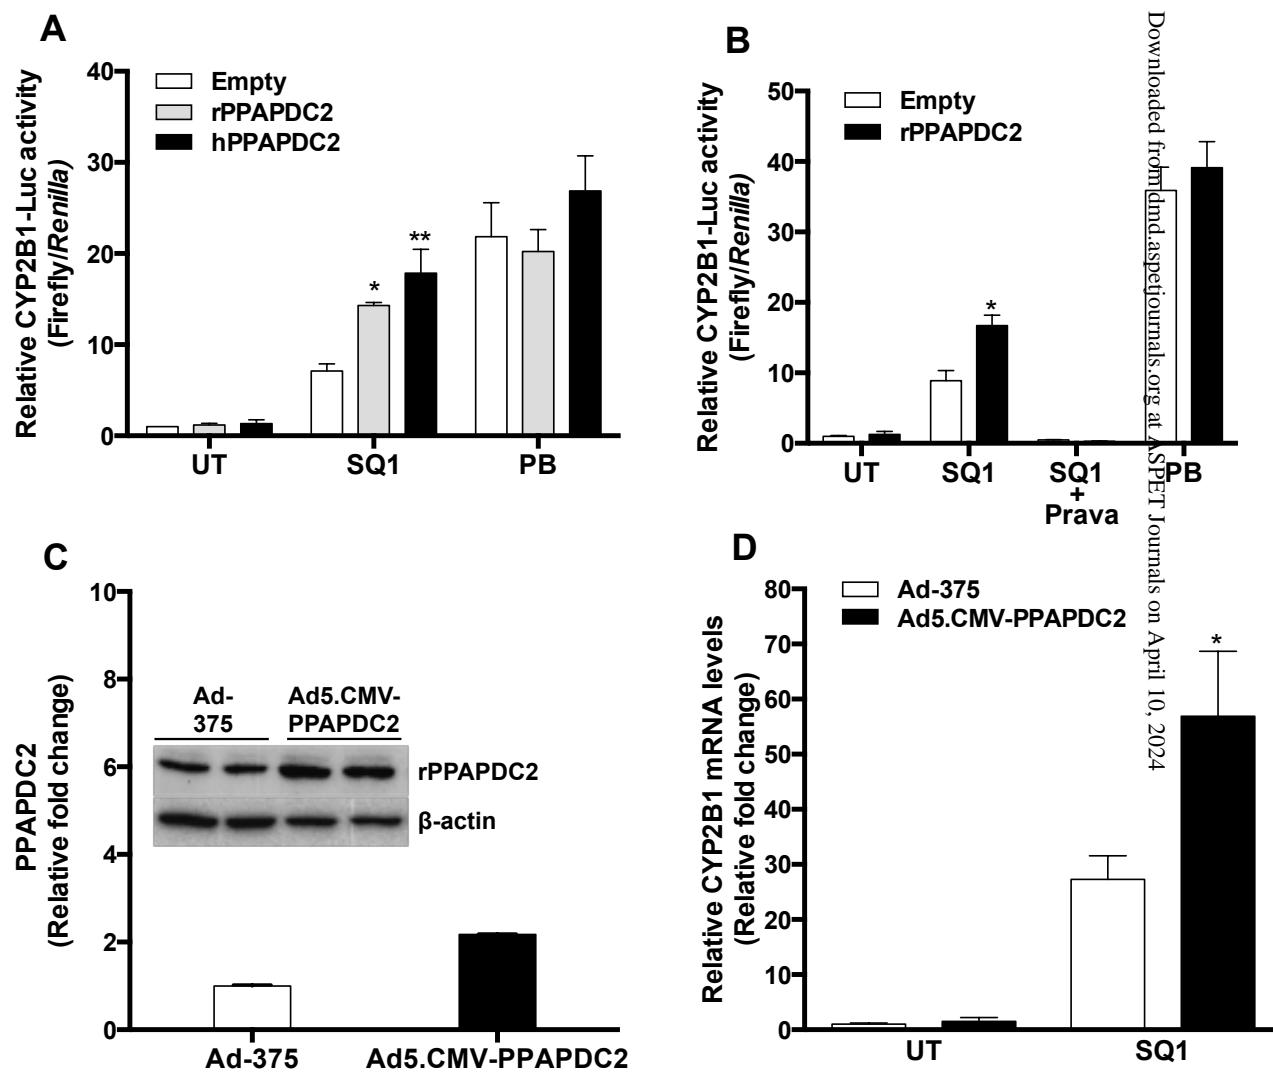 A
Relative CYP2B1-Luc activity
(Firefly/Renilla)
40
30
20
10
0
Empty
rPPAPDC2
hPPAPDC2
*
**
UT
SQ1
PB
B
Relative CYP2B1-Luc activity
(Firefly/Renilla)
50
40
30
20
10
0
Empty
rPPAPDC2
*
UT
SQ1
SQ1
+
Prava
PB
C
PPAPDC2
(Relative fold change)
10
8
6
4
2
0
Ad-
375
Ad5.CMV-
PPAPDC2
rPPAPDC2
β-actin
Ad-375
Ad5.CMV-PPAPDC2
D
Relative CYP2B1 mRNA levels
(Relative fold change)
80
70
60
50
40
30
20
10
0
Ad-375
Ad5.CMV-PPAPDC2
*
UT
SQ1
Downloaded from dmd.aspetjournals.org at ASPET Journals on April 10, 2024